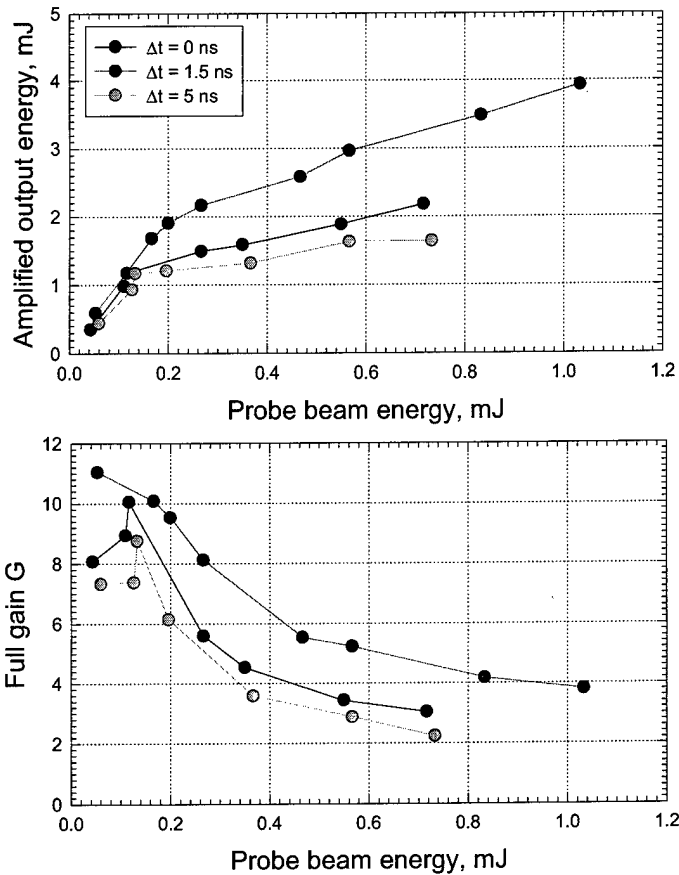 Amplified output energy, mJ
5
4
3
2
1
0
Δt = 0 ns
Δt = 1.5 ns
Δt = 5 ns
0.0 0.2 0.4 0.6 0.8 1.0 1.2
Probe beam energy, mJ
Full gain G
12
10
8
6
4
2
0
0.0 0.2 0.4 0.6 0.8 1.0 1.2
Probe beam energy, mJ